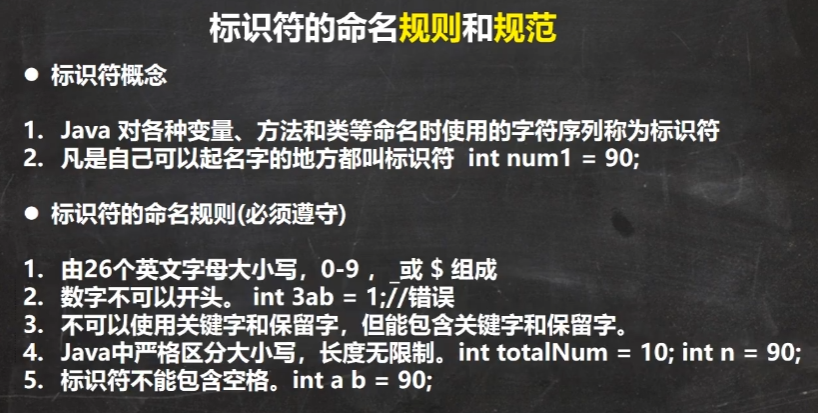 标识符的命名规则和规范
● 标识符概念
1. Java 对各种变量、方法和类等命名时使用的字符序列称为标识符
2. 凡是自己可以起名字的地方都叫标识符 int num1 = 90;
● 标识符的命名规则(必须遵守)
1. 由26个英文字母大小写，0-9 ，_或 $ 组成
2. 数字不可以开头。 int 3ab = 1;//错误
3. 不可以使用关键字和保留字，但能包含关键字和保留字。
4. Java中严格区分大小写，长度无限制。int totalNum = 10; int n = 90;
5. 标识符不能包含空格。int a b = 90;